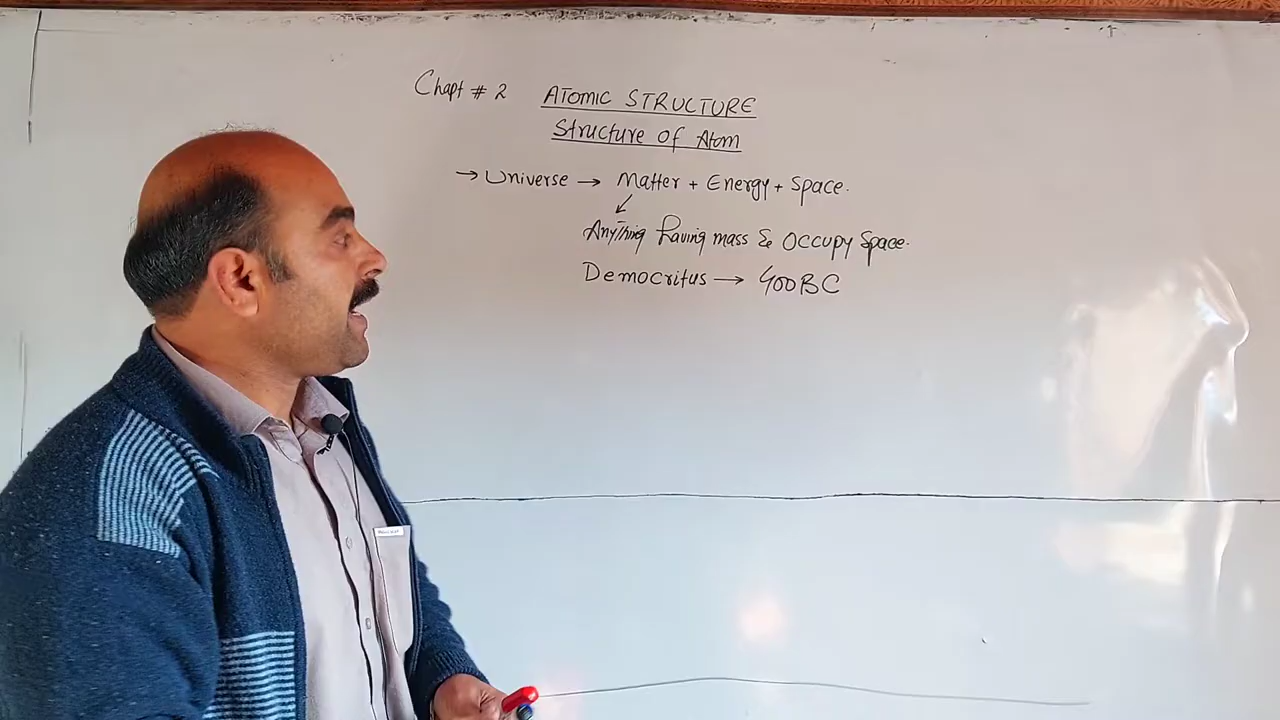 Chapt # 2 ATOMIC STRUCTURE
Structure of Atom
→ Universe → Matter + Energy + Space.
Anything having mass & Occupy Space.
Democritus → 400BC